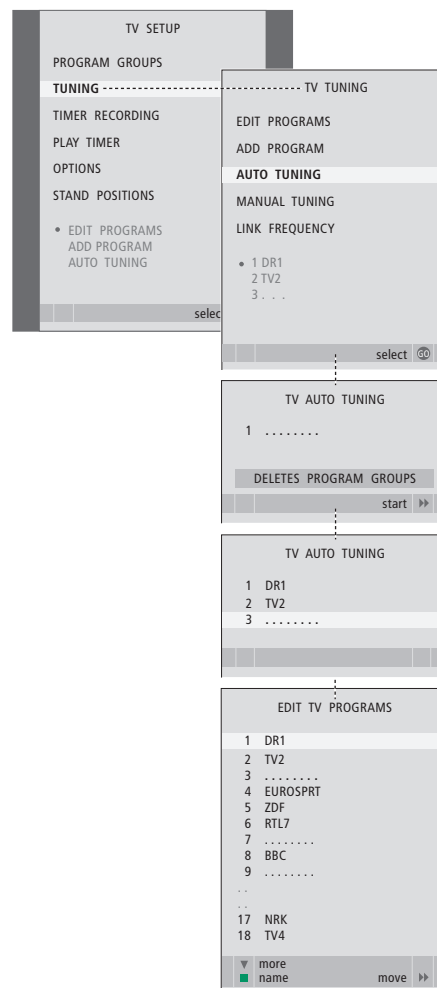 TV SETUP
PROGRAM GROUPS
TUNING
TIMER RECORDING
PLAY TIMER
OPTIONS
STAND POSITIONS
• EDIT PROGRAMS
ADD PROGRAM
AUTO TUNING
selec
TV TUNING
EDIT PROGRAMS
ADD PROGRAM
AUTO TUNING
MANUAL TUNING
LINK FREQUENCY
• 1 DR1
2 TV2
3 . . .
select GO
TV AUTO TUNING
1 ........
DELETES PROGRAM GROUPS
start
TV AUTO TUNING
1 DR1
2 TV2
3 ........
EDIT TV PROGRAMS
1 DR1
2 TV2
3 ........
4 EUROSPRT
5 ZDF
6 RTL7
7 ........
8 BBC
9 ........
. .
. .
17 NRK
18 TV4
more
name move